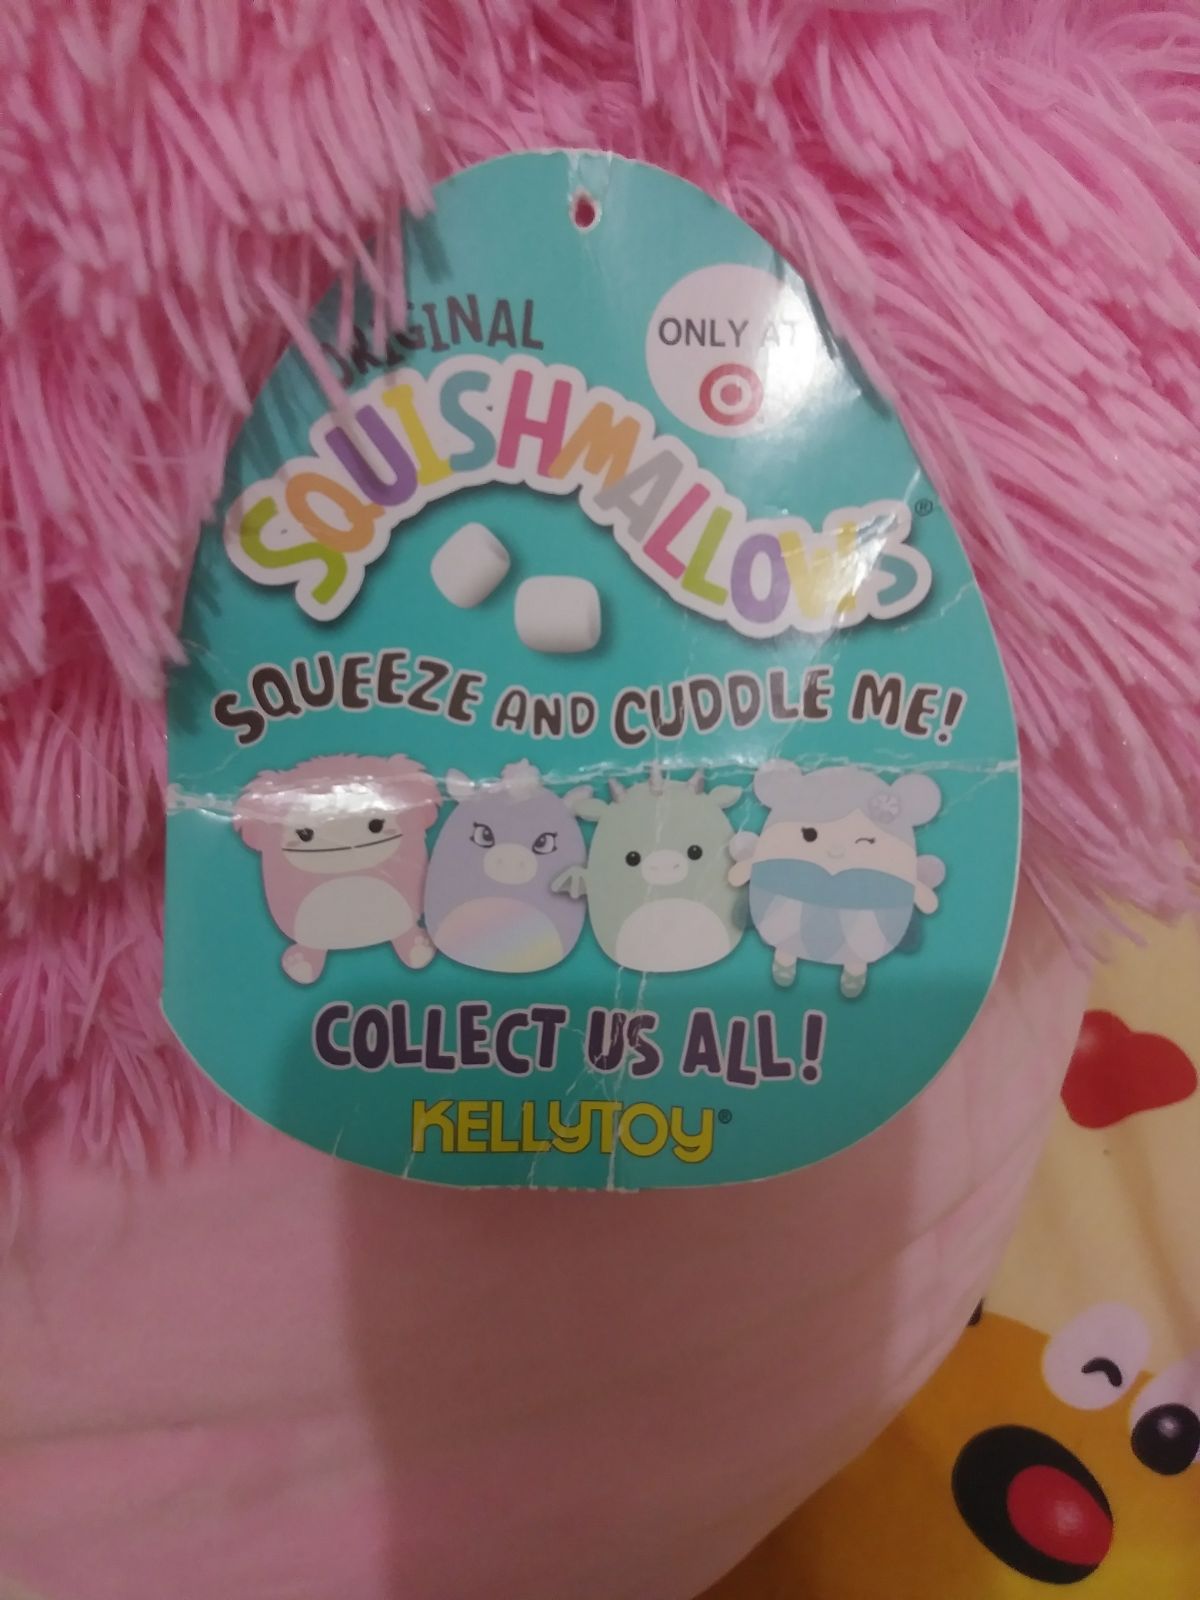 ORIGINAL
ONLY AT
SQUISHMALLOWS®
SQUEEZE AND CUDDLE ME!
COLLECT US ALL!
KELLYTOY®